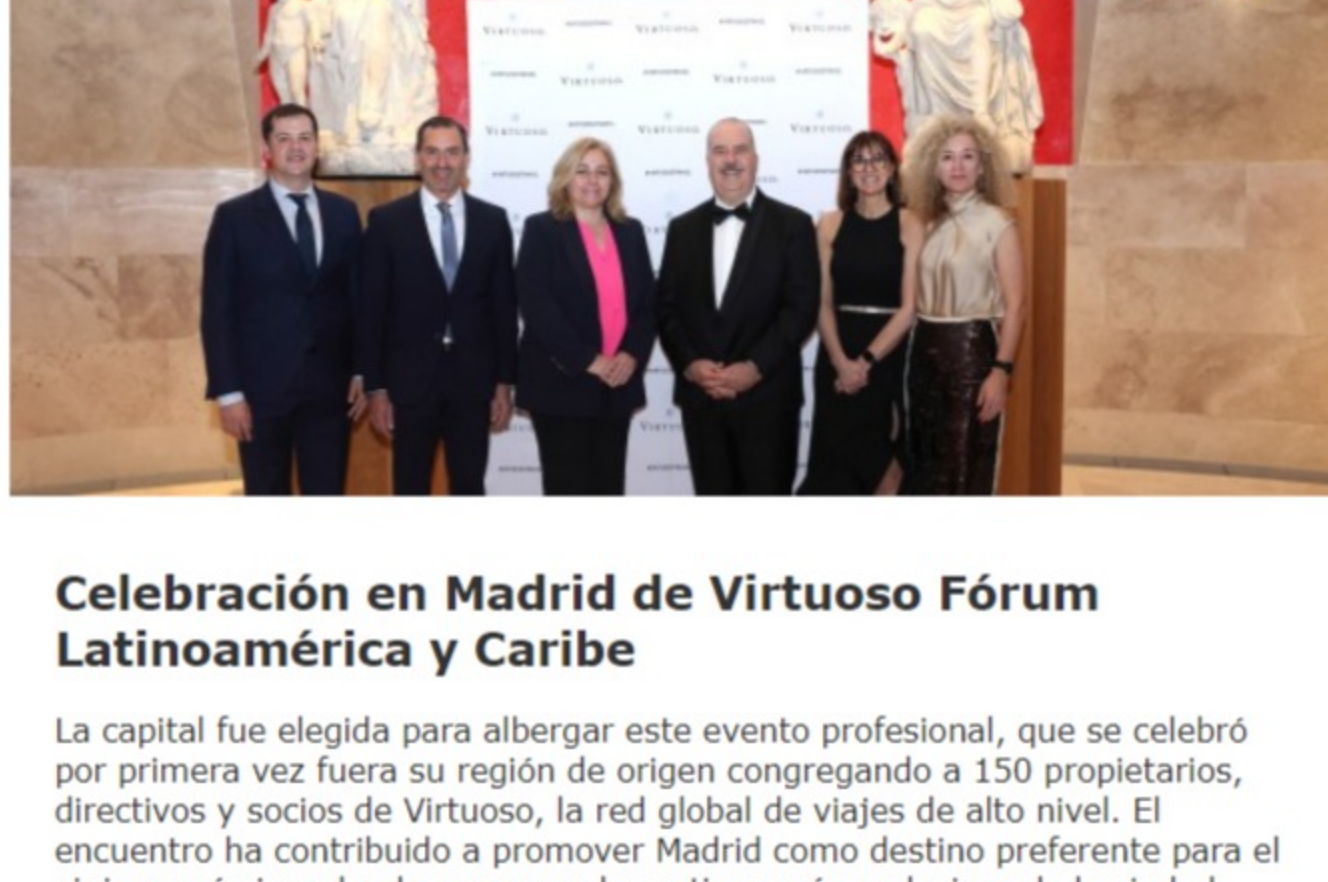 VIRTUOSO
VIRTUOSO
VIRTUOSO
VIRTUOSO
VIRTUOSO
VIRTUOSO
VIRTUOSO
VIRTUOSO
Celebración en Madrid de Virtuoso Fórum
Latinoamérica y Caribe
La capital fue elegida para albergar este evento profesional, que se celebró
por primera vez fuera su región de origen congregando a 150 propietarios,
directivos y socios de Virtuoso, la red global de viajes de alto nivel. El
encuentro ha contribuido a promover Madrid como destino preferente para el